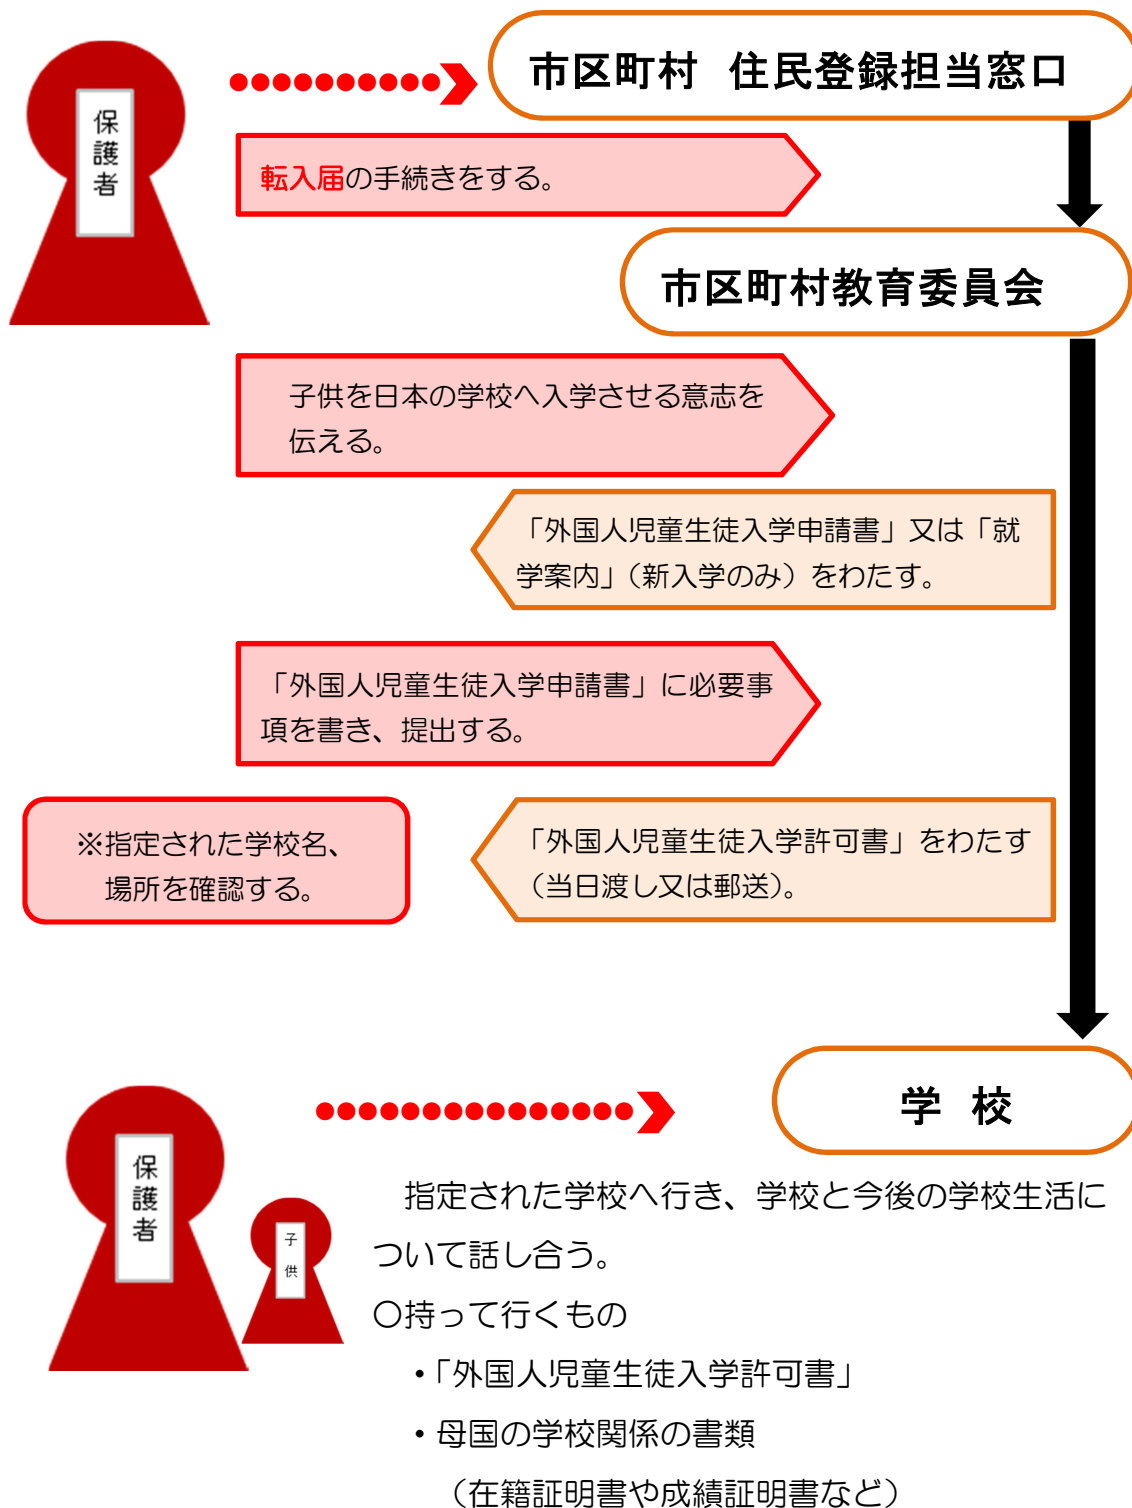 保護者
市区町村 住民登録担当窓口
転入届の手続きをする。
市区町村教育委員会
子供を日本の学校へ入学させる意志を
伝える。
「外国人児童生徒入学申請書」又は「就
学案内」（新入学のみ）をわたす。
「外国人児童生徒入学申請書」に必要事
項を書き、提出する。
※指定された学校名、
場所を確認する。
「外国人児童生徒入学許可書」をわたす
（当日渡し又は郵送）。
学 校
保護者
子供
指定された学校へ行き、学校と今後の学校生活に
ついて話し合う。
〇持って行くもの
・「外国人児童生徒入学許可書」
・母国の学校関係の書類
（在籍証明書や成績証明書など）